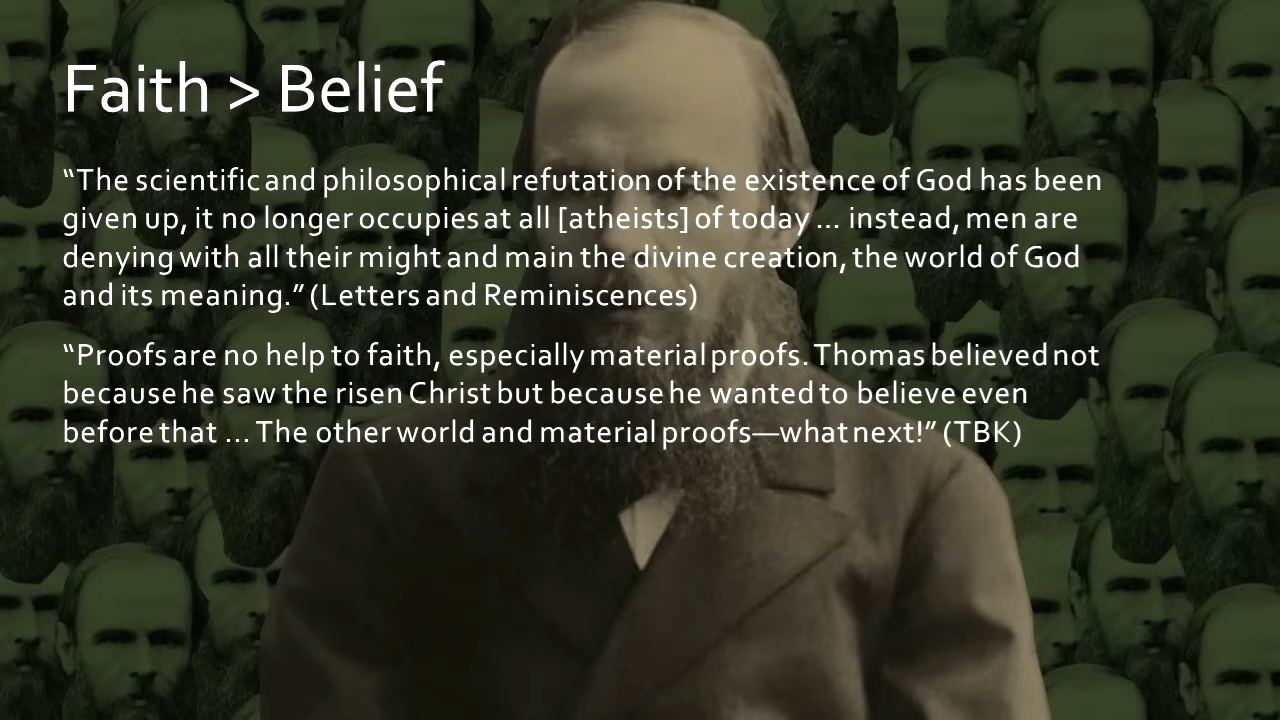 Faith > Belief
“The scientific and philosophical refutation of the existence of God has been
given up, it no longer occupies at all [atheists] of today … instead, men are
denying with all their might and main the divine creation, the world of God
and its meaning.” (Letters and Reminiscences)
“Proofs are no help to faith, especially material proofs. Thomas believed not
because he saw the risen Christ but because he wanted to believe even
before that … The other world and material proofs—what next!” (TBK)